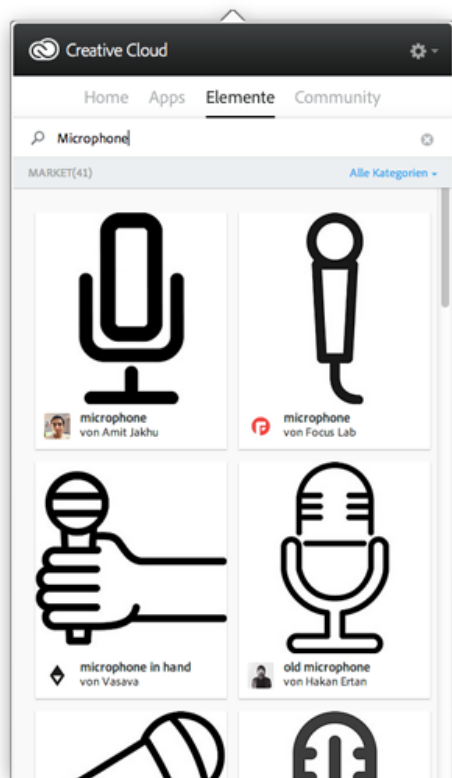 Creative Cloud
Home Apps Elemente Community
Microphone
MARKET(41) Alle Kategorien
microphone
von Amit Jakhu
microphone
von Focus Lab
microphone in hand
von Vasava
old microphone
von Hakan Ertan